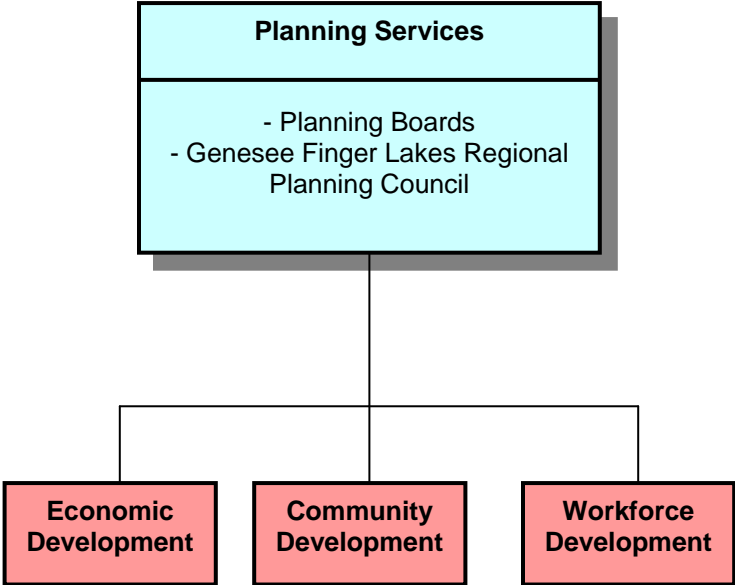 Planning Services
- Planning Boards
- Genesee Finger Lakes Regional
Planning Council
Economic
Development
Community
Development
Workforce
Development